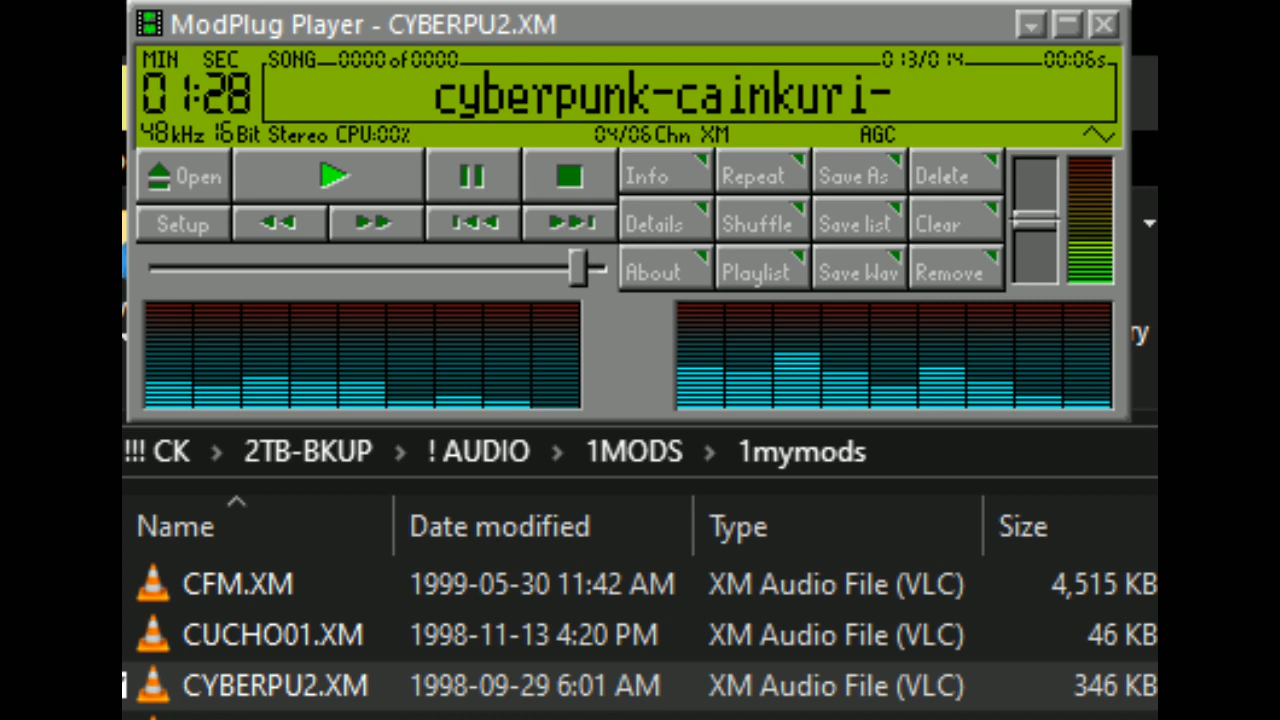 ModPlug Player - CYBERPU2.XM
MIN SEC SONG 0000 of 0000 013/014 00:06s
01:28 cyberpunk-cainkuri-
48kHz 16Bit Stereo CPU:00% 04/06Chn XM AGC
Open Info Repeat Save As Delete
Setup Details Shuffle Save list Clear
About Playlist Save Wav Remove
ry
!!! CK > 2TB-BKUP > ! AUDIO > 1MODS > 1mymods
Name Date modified Type Size
CFM.XM 1999-05-30 11:42 AM XM Audio File (VLC) 4,515 KB
CUCHO01.XM 1998-11-13 4:20 PM XM Audio File (VLC) 46 KB
CYBERPU2.XM 1998-09-29 6:01 AM XM Audio File (VLC) 346 KB